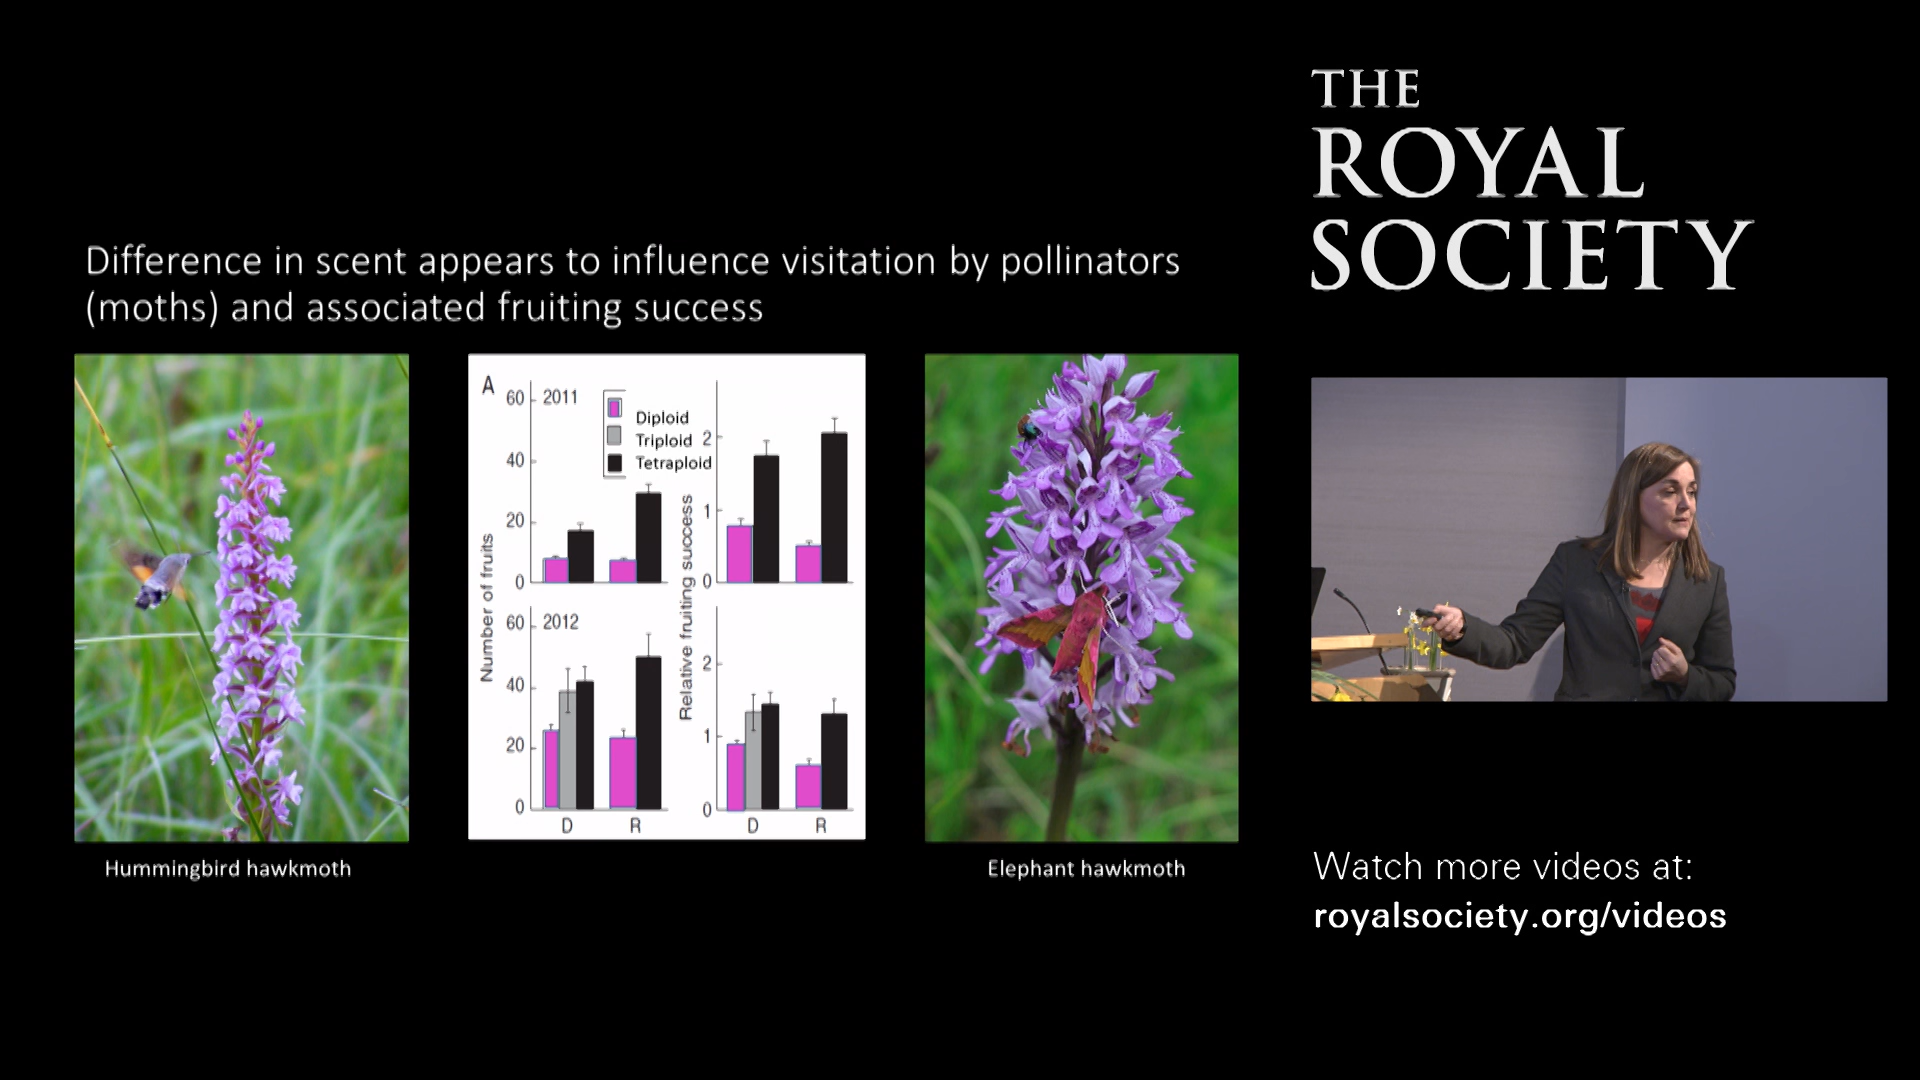 THE
ROYAL
SOCIETY
Difference in scent appears to influence visitation by pollinators
(moths) and associated fruiting success
A
60
2011
Diploid
Triploid
Tetraploid
40
20
0
2
1
0
Number of fruits
Relative fruiting success
60
2012
40
20
0
2
1
0
D
R
D
R
Hummingbird hawkmoth
Elephant hawkmoth
Watch more videos at:
royalsociety.org/videos